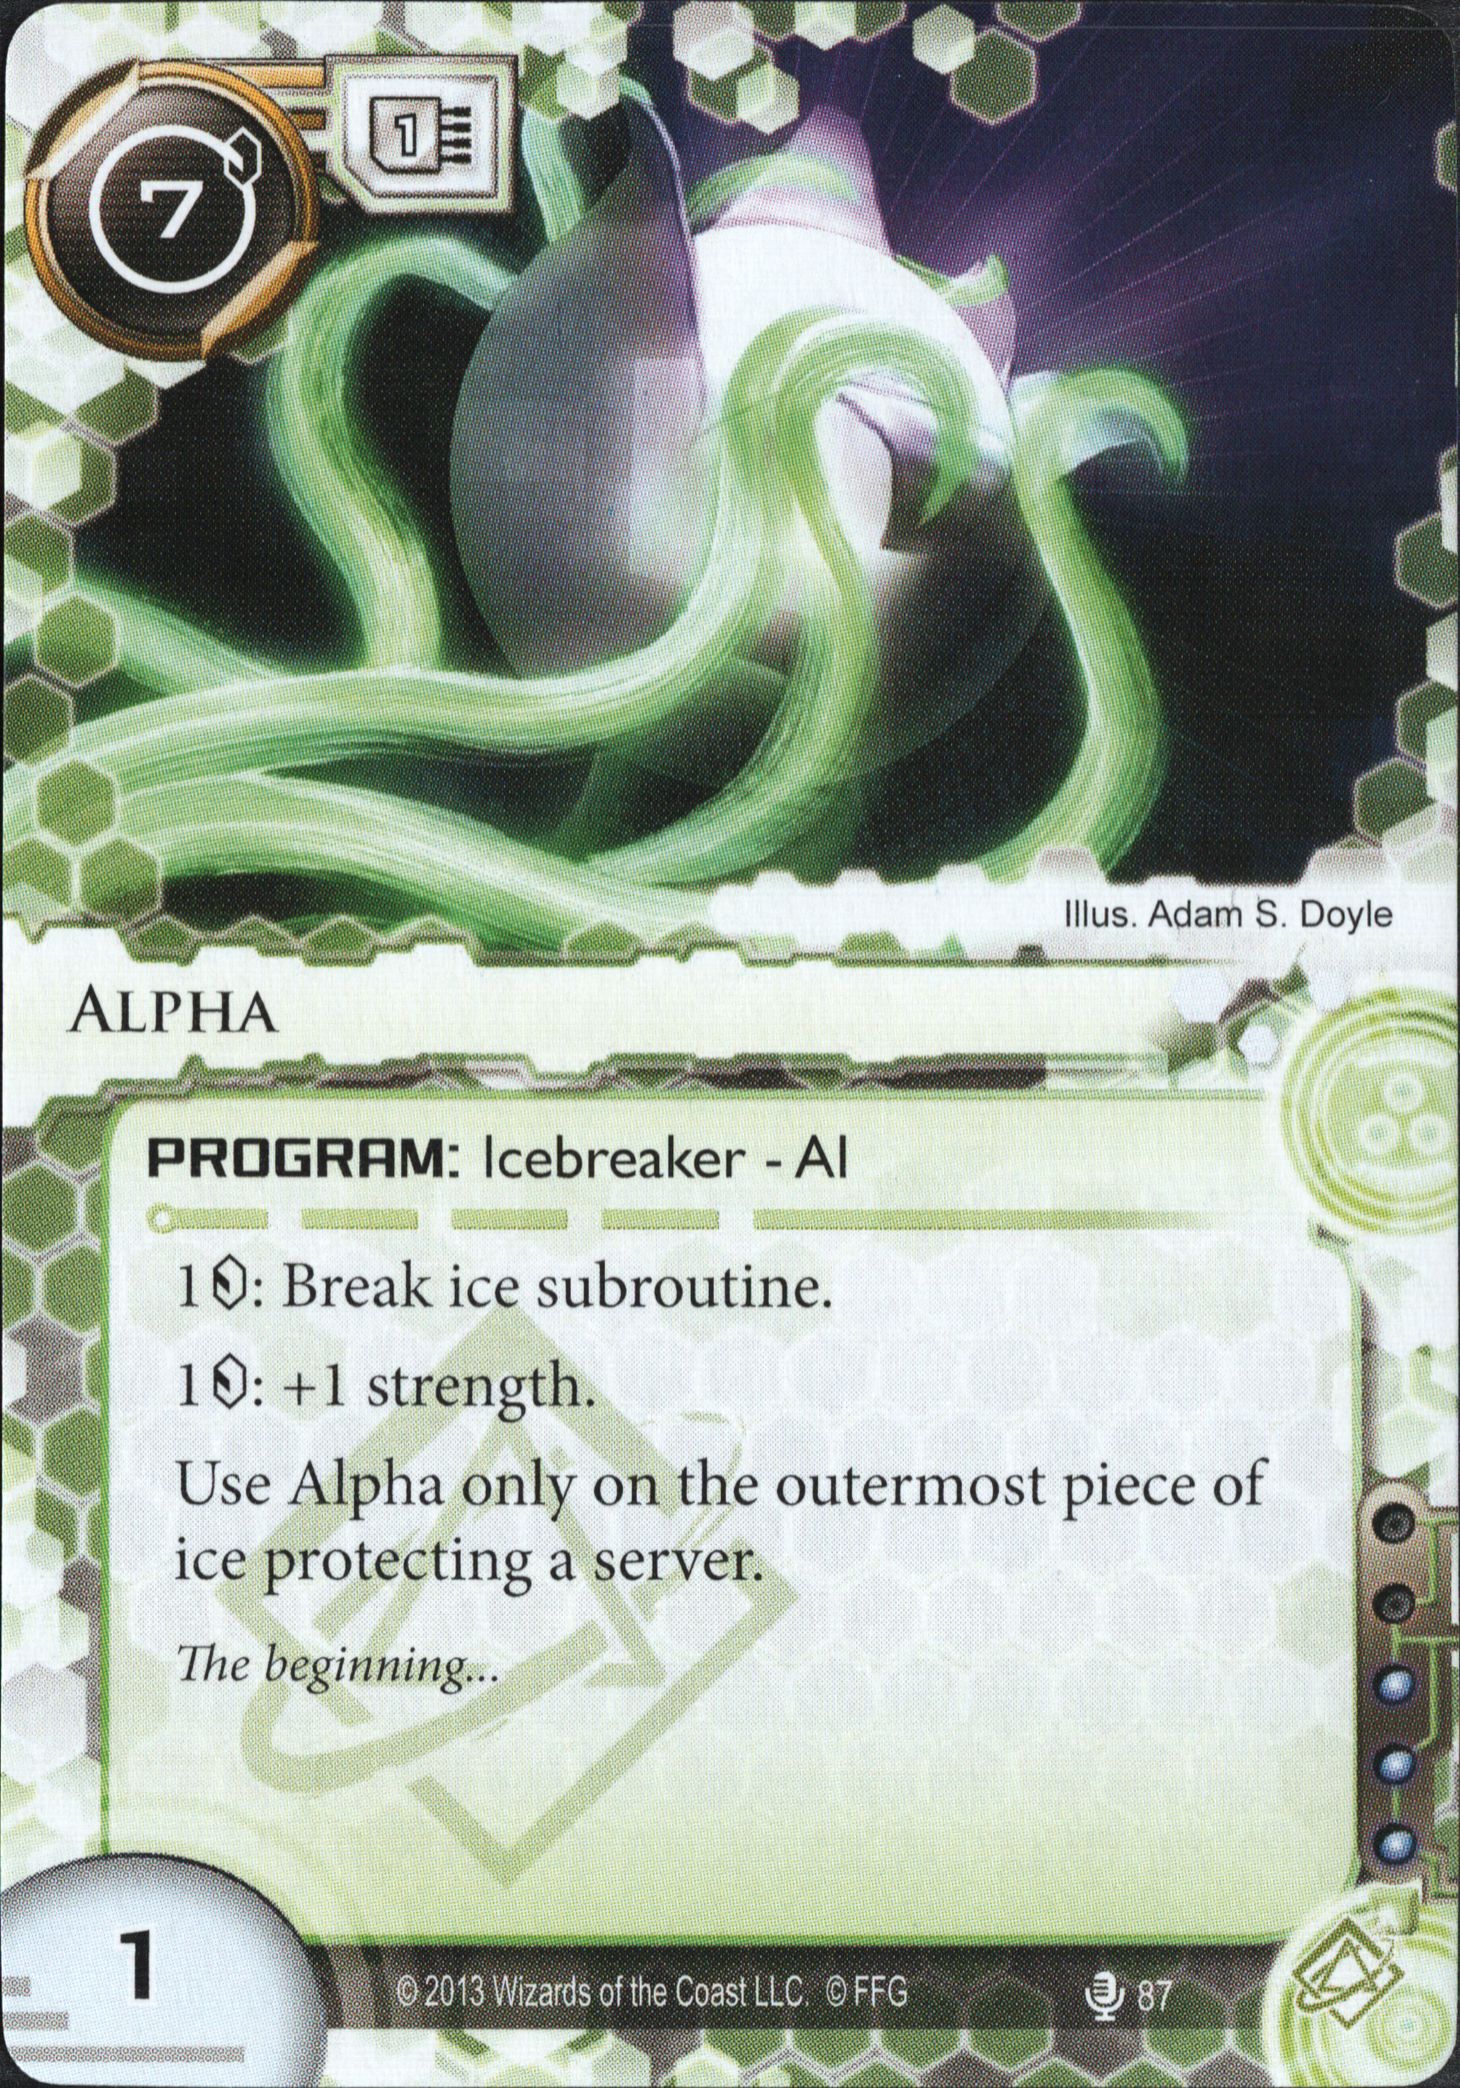 7
1
Illus. Adam S. Doyle
ALPHA
PROGRAM: Icebreaker - AI
1: Break ice subroutine.
1: +1 strength.
Use Alpha only on the outermost piece of
ice protecting a server.
The beginning...
1
© 2013 Wizards of the Coast LLC. © FFG
87